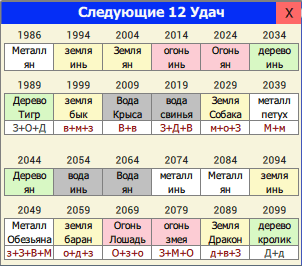 Следующие 12 Удач X
1986 1994 2004 2014 2024 2034
Металл земля Земля огонь Огонь дерево
ян инь ян инь ян инь
1989 1999 2009 2019 2029 2039
Дерево земля Вода вода Земля металл
Тигр бык Крыса свинья Собака петух
З+О+Д в+м+з В+в З+Д+В м+о+З М+м
2044 2054 2064 2074 2084 2094
Дерево вода Вода металл Металл земля
ян инь ян инь ян инь
2049 2059 2069 2079 2089 2099
Металл земля Огонь огонь Земля дерево
Обезьяна баран Лошадь змея Дракон кролик
з+З+В+М о+д+з О+з+о З+М+О д+в+З Д+д